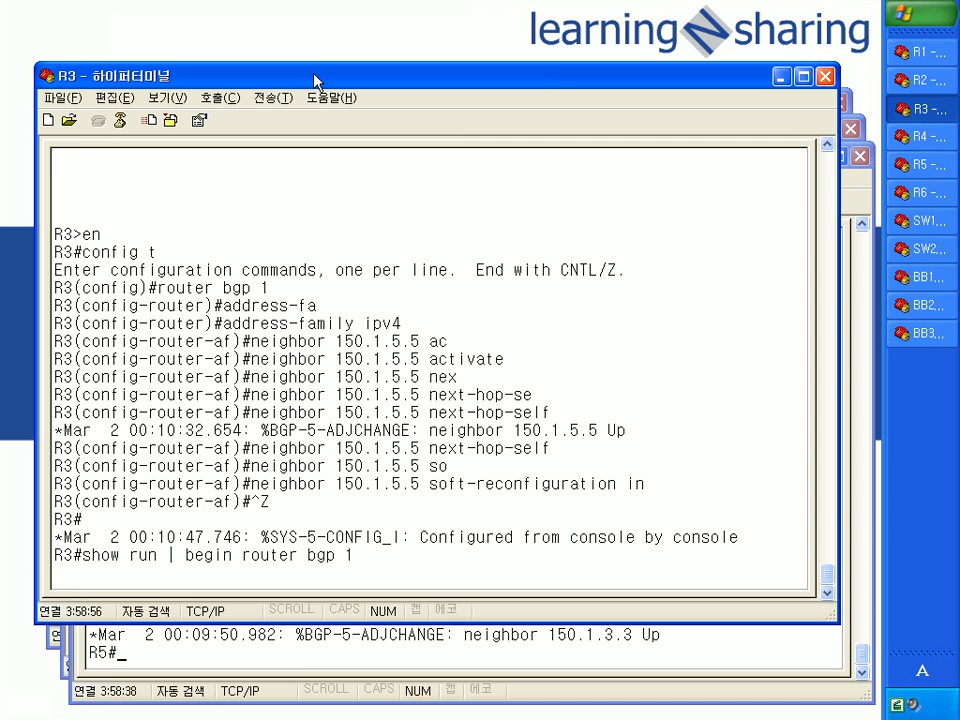 learning N sharing
R3 - 하이퍼터미널
파일(F) 편집(E) 보기(V) 호출(C) 전송(T) 도움말(H)
R3>en
R3#config t
Enter configuration commands, one per line.  End with CNTL/Z.
R3(config)#router bgp 1
R3(config-router)#address-fa
R3(config-router)#address-family ipv4
R3(config-router-af)#neighbor 150.1.5.5 ac
R3(config-router-af)#neighbor 150.1.5.5 activate
R3(config-router-af)#neighbor 150.1.5.5 nex
R3(config-router-af)#neighbor 150.1.5.5 next-hop-se
R3(config-router-af)#neighbor 150.1.5.5 next-hop-self
*Mar  2 00:10:32.654: %BGP-5-ADJCHANGE: neighbor 150.1.5.5 Up
R3(config-router-af)#neighbor 150.1.5.5 next-hop-self
R3(config-router-af)#neighbor 150.1.5.5 so
R3(config-router-af)#neighbor 150.1.5.5 soft-reconfiguration in
R3(config-router-af)#^Z
R3#
*Mar  2 00:10:47.746: %SYS-5-CONFIG_I: Configured from console by console
R3#show run | begin router bgp 1
연결 3:58:56 자동 검색 TCP/IP SCROLL CAPS NUM 캡 에코
*Mar  2 00:09:50.982: %BGP-5-ADJCHANGE: neighbor 150.1.3.3 Up
R5#_
연결 3:58:38 자동 검색 TCP/IP SCROLL CAPS NUM 캡 에코
R1 -...
R2 -...
R3 -...
R4 -...
R5 -...
R6 -...
SW1...
SW2...
BB1...
BB2...
BB3...
A